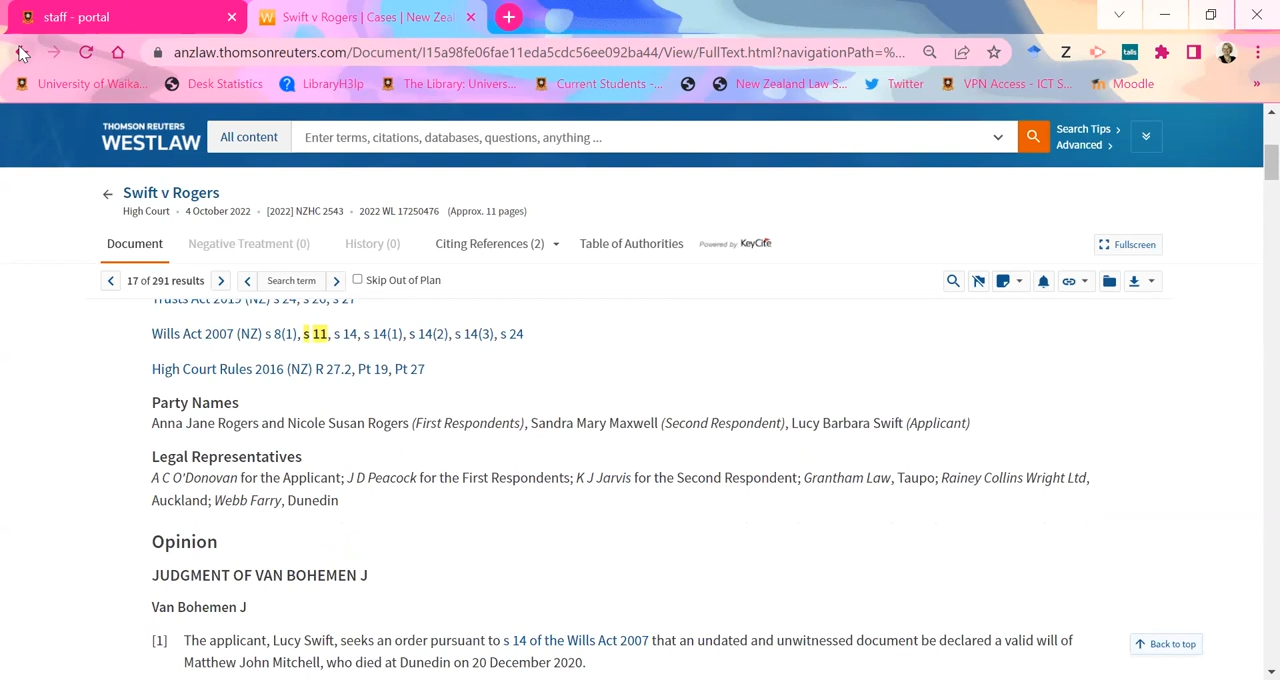 staff - portal
Swift v Rogers | Cases | New Zeal
anzlaw.thomsonreuters.com/Document/I15a98fe06fae11eda5cdc56ee092ba44/View/FullText.html?navigationPath=%...
talis
University of Waika...
Desk Statistics
LibraryH3lp
The Library: Univers...
Current Students -...
New Zealand Law S...
Twitter
VPN Access - ICT S...
Moodle
»
THOMSON REUTERS
WESTLAW
All content
Enter terms, citations, databases, questions, anything ...
Search Tips
Advanced
Swift v Rogers
High Court • 4 October 2022 • [2022] NZHC 2543 • 2022 WL 17250476 (Approx. 11 pages)
Document
Negative Treatment (0)
History (0)
Citing References (2)
Table of Authorities
Powered by KeyCite
Fullscreen
17 of 291 results
Search term
Skip Out of Plan
Trusts Act 2019 (NZ) s 24, s 26, s 27
Wills Act 2007 (NZ) s 8(1), s 11, s 14, s 14(1), s 14(2), s 14(3), s 24
High Court Rules 2016 (NZ) R 27.2, Pt 19, Pt 27
Party Names
Anna Jane Rogers and Nicole Susan Rogers (First Respondents), Sandra Mary Maxwell (Second Respondent), Lucy Barbara Swift (Applicant)
Legal Representatives
A C O'Donovan for the Applicant; J D Peacock for the First Respondents; K J Jarvis for the Second Respondent; Grantham Law, Taupo; Rainey Collins Wright Ltd,
Auckland; Webb Farry, Dunedin
Opinion
JUDGMENT OF VAN BOHEMEN J
Van Bohemen J
[1] The applicant, Lucy Swift, seeks an order pursuant to s 14 of the Wills Act 2007 that an undated and unwitnessed document be declared a valid will of
Matthew John Mitchell, who died at Dunedin on 20 December 2020.
Back to top